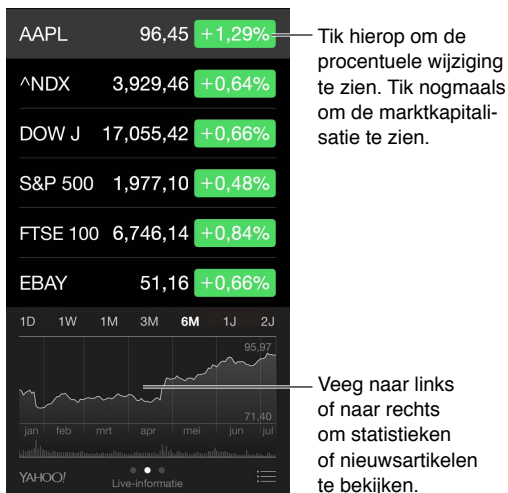 AAPL 96,45 +1,29%
^NDX 3,929,46 +0,64%
DOW J 17,055,42 +0,66%
S&P 500 1,977,10 +0,48%
FTSE 100 6,746,14 +0,84%
EBAY 51,16 +0,66%
1D 1W 1M 3M 6M 1J 2J
95,97
71,40
jan feb mrt apr mei jun jul
YAHOO!
Live-informatie
Tik hierop om de
procentuele wijziging
te zien. Tik nogmaals
om de marktkapitali-
satie te zien.
Veeg naar links
of naar rechts
om statistieken
of nieuwsartikelen
te bekijken.